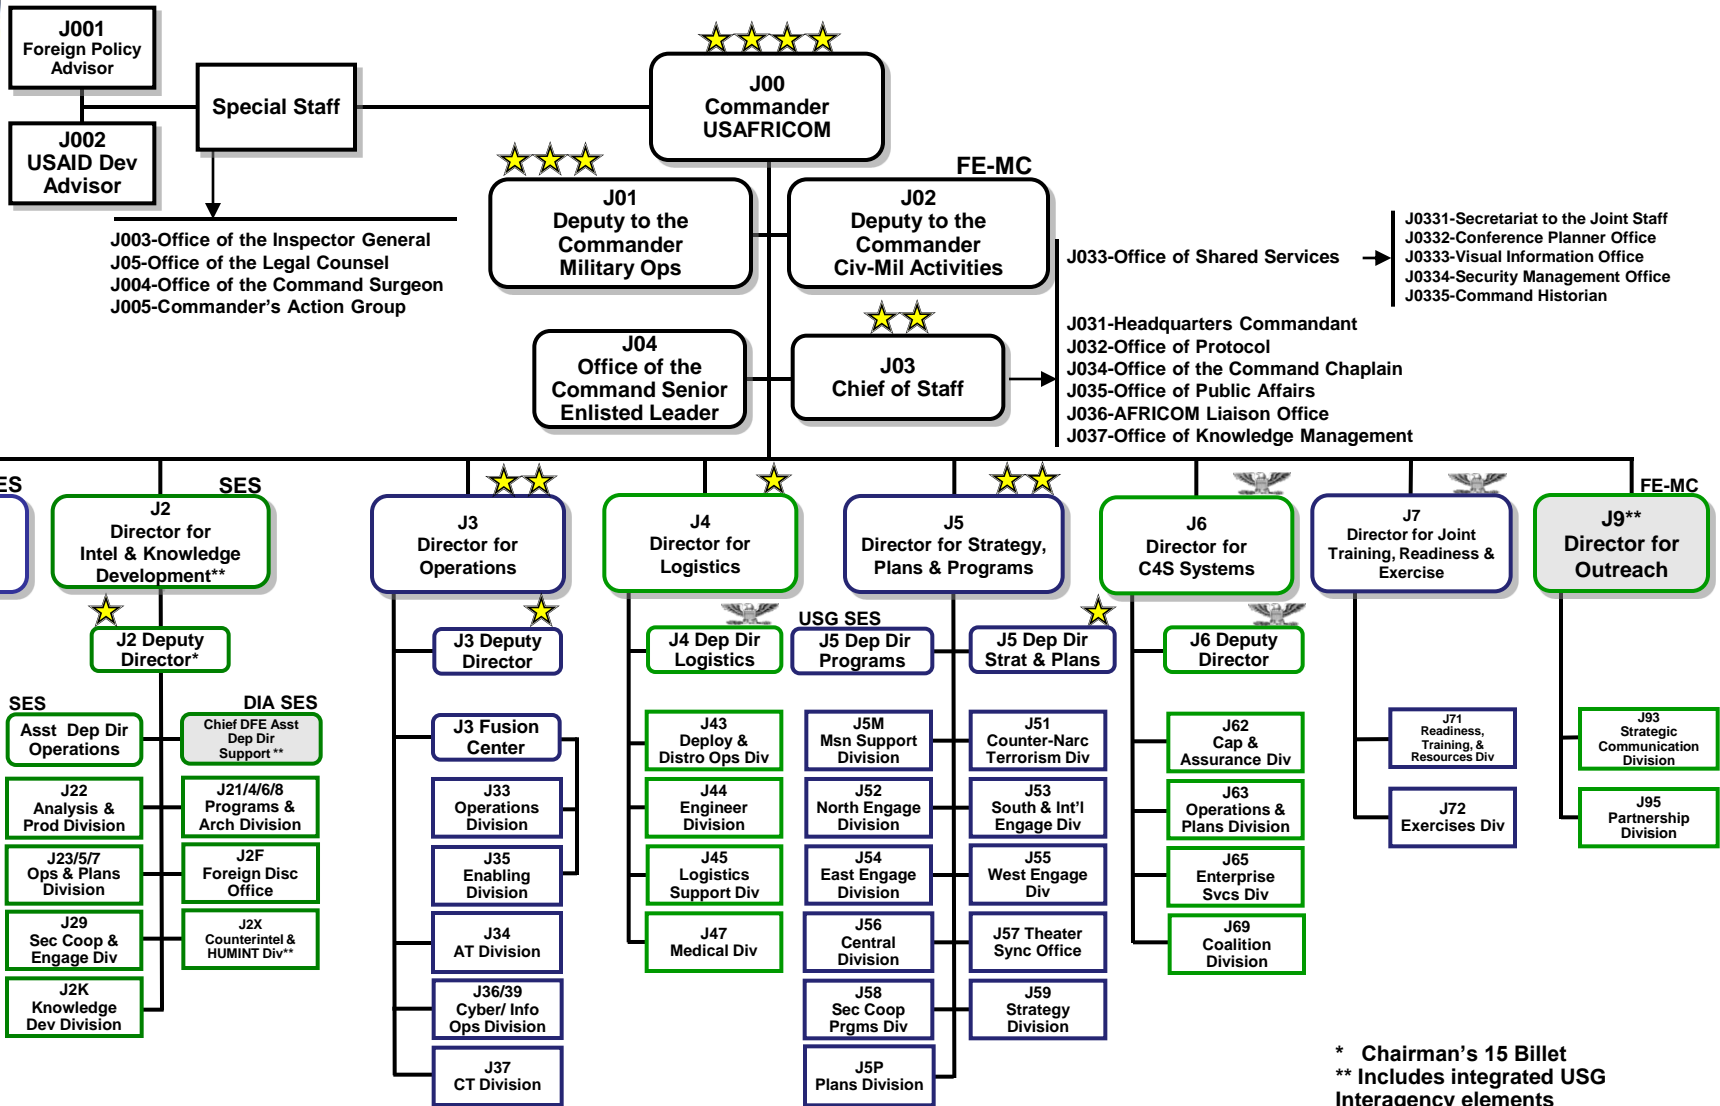 J001
Foreign Policy
Advisor
J002
USAID Dev
Advisor
Special Staff
J00
Commander
USAFRICOM
J003-Office of the Inspector General
J05-Office of the Legal Counsel
J004-Office of the Command Surgeon
J005-Commander’s Action Group
J01
Deputy to the
Commander
Military Ops
FE-MC
J02
Deputy to the
Commander
Civ-Mil Activities
J033-Office of Shared Services
J0331-Secretariat to the Joint Staff
J0332-Conference Planner Office
J0333-Visual Information Office
J0334-Security Management Office
J0335-Command Historian
J04
Office of the
Command Senior
Enlisted Leader
J03
Chief of Staff
J031-Headquarters Commandant
J032-Office of Protocol
J034-Office of the Command Chaplain
J035-Office of Public Affairs
J036-AFRICOM Liaison Office
J037-Office of Knowledge Management
ES
SES
J2
Director for
Intel & Knowledge
Development**
J2 Deputy
Director*
SES
Asst Dep Dir
Operations
DIA SES
Chief DFE Asst
Dep Dir
Support **
J22
Analysis &
Prod Division
J21/4/6/8
Programs &
Arch Division
J23/5/7
Ops & Plans
Division
J2F
Foreign Disc
Office
J29
Sec Coop &
Engage Div
J2X
Counterintel &
HUMINT Div**
J2K
Knowledge
Dev Division
J3
Director for
Operations
J3 Deputy
Director
J3 Fusion
Center
J33
Operations
Division
J35
Enabling
Division
J34
AT Division
J36/39
Cyber/ Info
Ops Division
J37
CT Division
J4
Director for
Logistics
J4 Dep Dir
Logistics
J43
Deploy &
Distro Ops Div
J44
Engineer
Division
J45
Logistics
Support Div
J47
Medical Div
J5
Director for Strategy,
Plans & Programs
USG SES
J5 Dep Dir
Programs
J5 Dep Dir
Strat & Plans
J5M
Msn Support
Division
J51
Counter-Narc
Terrorism Div
J52
North Engage
Division
J53
South & Int’l
Engage Div
J54
East Engage
Division
J55
West Engage
Div
J56
Central
Division
J57 Theater
Sync Office
J58
Sec Coop
Prgms Div
J59
Strategy
Division
J5P
Plans Division
J6
Director for
C4S Systems
J6 Deputy
Director
J62
Cap &
Assurance Div
J63
Operations &
Plans Division
J65
Enterprise
Svcs Div
J69
Coalition
Division
J7
Director for Joint
Training, Readiness &
Exercise
J71
Readiness,
Training, &
Resources Div
J72
Exercises Div
FE-MC
J9**
Director for
Outreach
J93
Strategic
Communication
Division
J95
Partnership
Division
* Chairman’s 15 Billet
** Includes integrated USG
Interagency elements